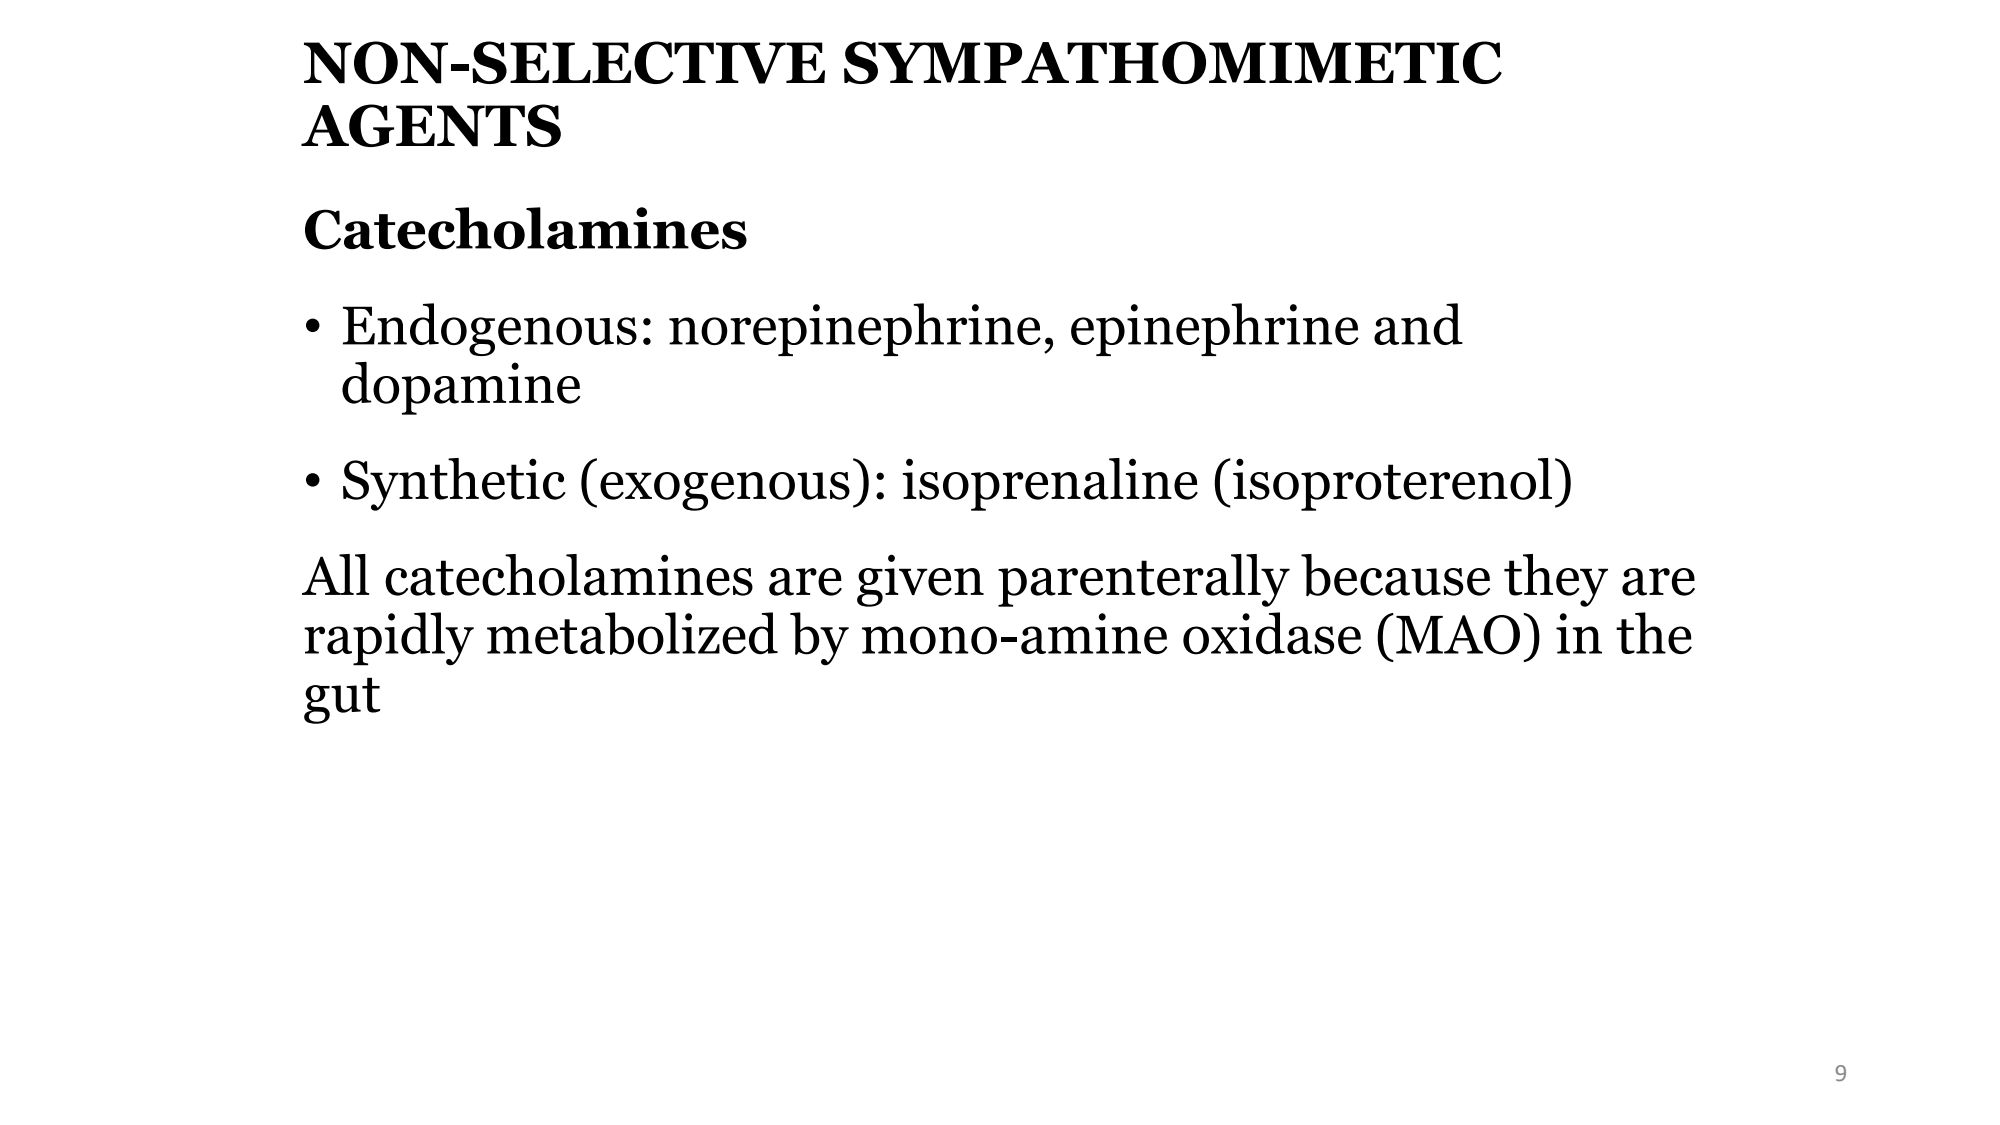 NON-SELECTIVE SYMPATHOMIMETIC
AGENTS
Catecholamines
• Endogenous: norepinephrine, epinephrine and
dopamine
• Synthetic (exogenous): isoprenaline (isoproterenol)
All catecholamines are given parenterally because they are
rapidly metabolized by mono-amine oxidase (MAO) in the
gut
9